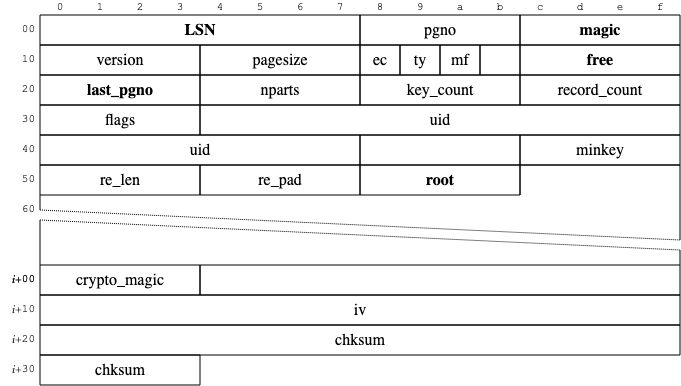 0 1 2 3 4 5 6 7 8 9 a b c d e f
00 LSN pgno magic
10 version pagesize ec ty mf free
20 last_pgno nparts key_count record_count
30 flags uid
40 uid minkey
50 re_len re_pad root
60
i+00 crypto_magic
i+10 iv
i+20 chksum
i+30 chksum